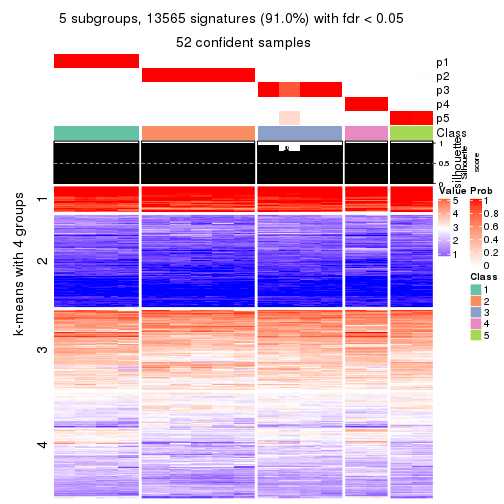 5 subgroups, 13565 signatures (91.0%) with fdr < 0.05
52 confident samples
p1
p2
p3
p4
p5
Class
1
0.5
0
silhouette
Silhouette
score
k-means with 4 groups
1
2
3
4
Value
5
4
3
2
1
Prob
1
0.8
0.6
0.4
0.2
0
Class
1
2
3
4
5